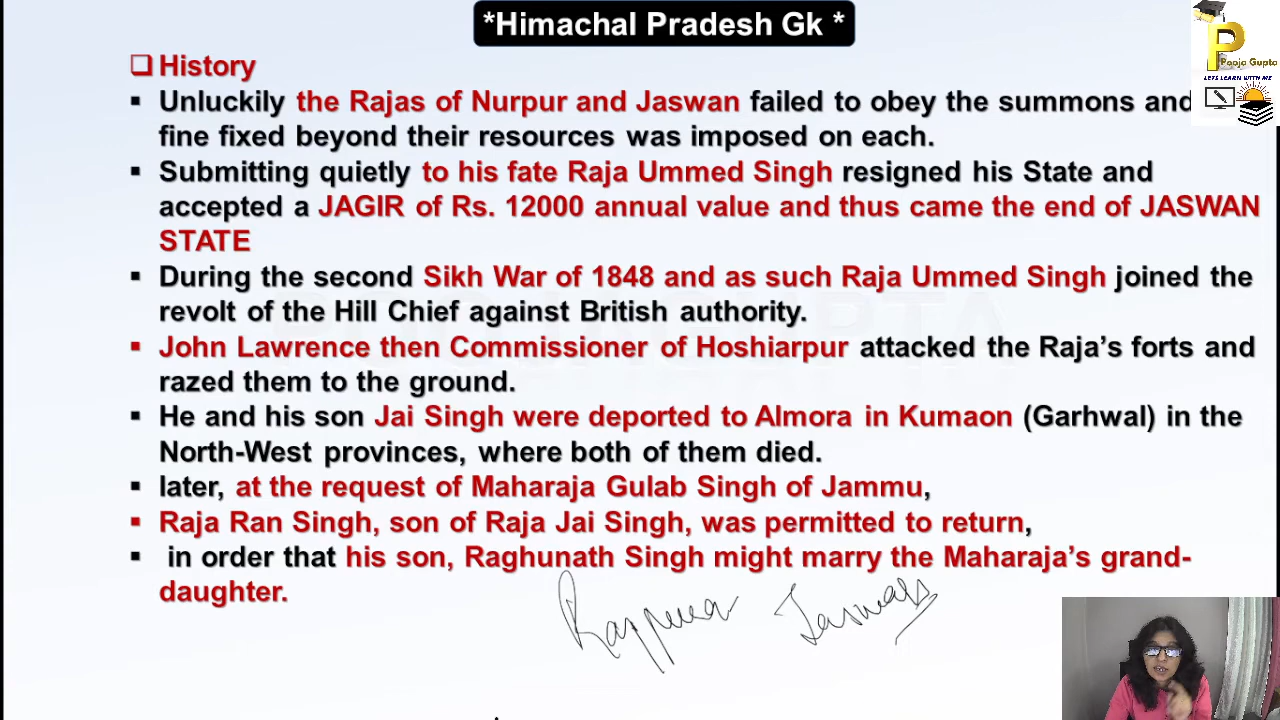 *Himachal Pradesh Gk *
P
Pooja Gupta
LETS LEARN WITH ME
❑ History
▪ Unluckily the Rajas of Nurpur and Jaswan failed to obey the summons and
fine fixed beyond their resources was imposed on each.
▪ Submitting quietly to his fate Raja Ummed Singh resigned his State and
accepted a JAGIR of Rs. 12000 annual value and thus came the end of JASWAN
STATE
▪ During the second Sikh War of 1848 and as such Raja Ummed Singh joined the
revolt of the Hill Chief against British authority.
▪ John Lawrence then Commissioner of Hoshiarpur attacked the Raja’s forts and
razed them to the ground.
▪ He and his son Jai Singh were deported to Almora in Kumaon (Garhwal) in the
North-West provinces, where both of them died.
▪ later, at the request of Maharaja Gulab Singh of Jammu,
▪ Raja Ran Singh, son of Raja Jai Singh, was permitted to return,
▪ in order that his son, Raghunath Singh might marry the Maharaja’s grand-
daughter.